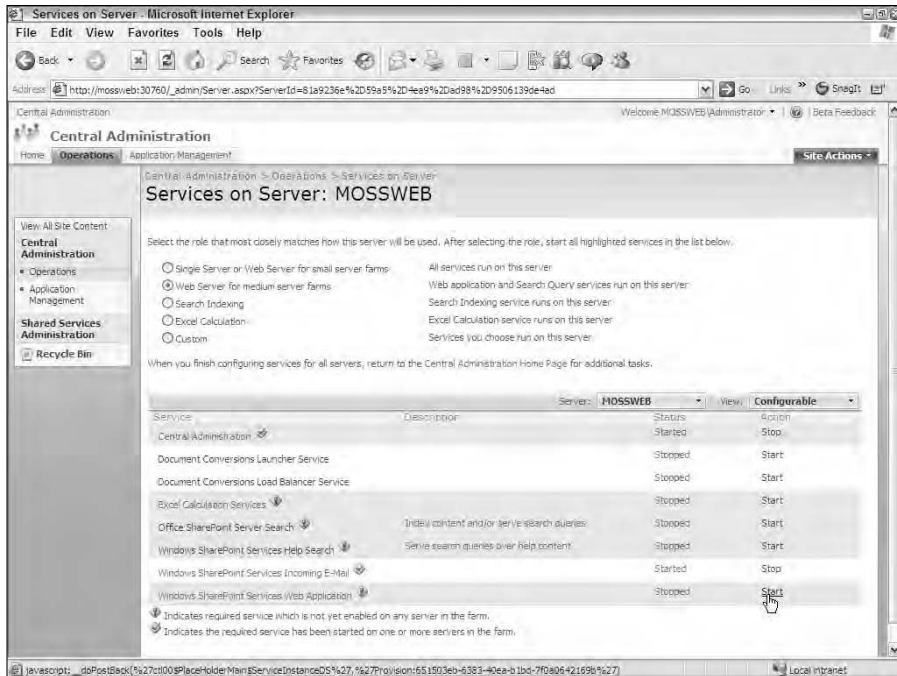 Services on Server - Microsoft Internet Explorer
File Edit View Favorites Tools Help
Back Search Favorites
Address http://mossweb:30760/_admin/Server.aspx?ServerId=81a9236e%2D59a5%2D4ea9%2Dad98%2D9506139de4ad Go Links » SnagIt
Central Administration Welcome MOSSWEB\Administrator Beta Feedback
Central Administration
Home Operations Application Management Site Actions
Central Administration > Operations > Services on Server
Services on Server: MOSSWEB
View All Site Content
Central Administration
Operations
Application Management
Shared Services Administration
Recycle Bin
Select the role that most closely matches how this server will be used. After selecting the role, start all highlighted services in the list below.
Single Server or Web Server for small server farms All services run on this server
Web Server for medium server farms Web application and Search Query services run on this server
Search Indexing Search Indexing service runs on this server
Excel Calculation Excel Calculation service runs on this server
Custom Services you choose run on this server
When you finish configuring services for all servers, return to the Central Administration Home Page for additional tasks.
Server: MOSSWEB View: Configurable
Service Description Status Action
Central Administration Started Stop
Document Conversions Launcher Service Stopped Start
Document Conversions Load Balancer Service Stopped Start
Excel Calculation Services Stopped Start
Office SharePoint Server Search Index content and/or serve search queries Stopped Start
Windows SharePoint Services Help Search Serve search queries over help content Stopped Start
Windows SharePoint Services Incoming E-Mail Started Stop
Windows SharePoint Services Web Application Stopped Start
Indicates required service which is not yet enabled on any server in the farm.
Indicates the required service has been started on one or more servers in the farm.
javascript:__doPostBack(%27ctl00$PlaceHolderMain$ServiceInstanceDS%27,%27Provision:651503eb-6383-40ea-b1bd-7f0a0642169b%27) Local intranet